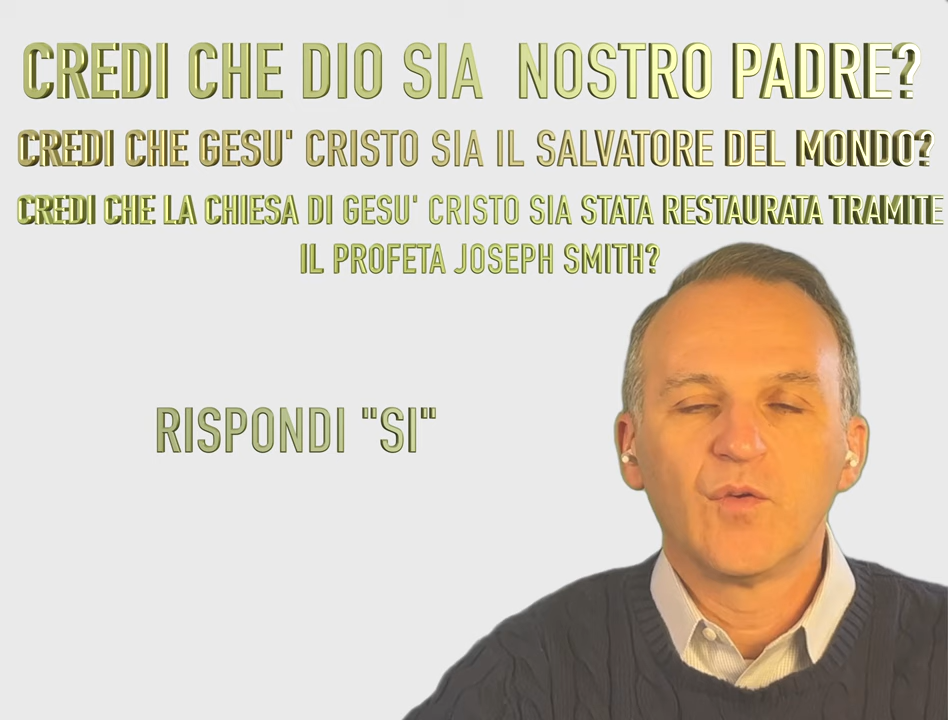 CREDI CHE DIO SIA NOSTRO PADRE?
CREDI CHE GESU' CRISTO SIA IL SALVATORE DEL MONDO?
CREDI CHE LA CHIESA DI GESU' CRISTO SIA STATA RESTAURATA TRAMITE
IL PROFETA JOSEPH SMITH?
RISPONDI "SI"